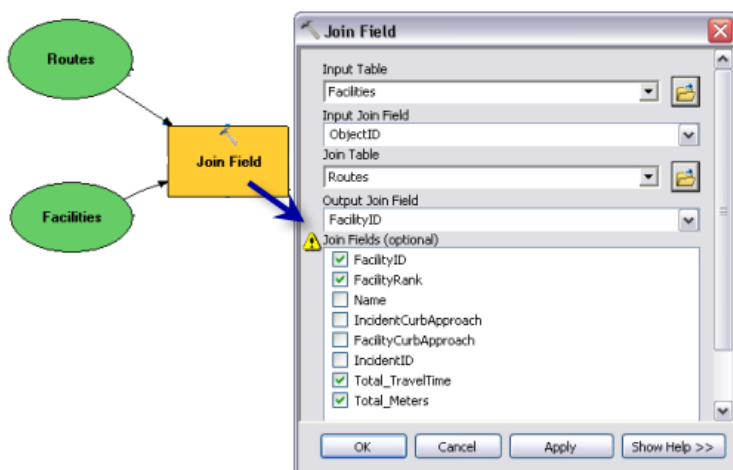 Routes
Join Field
Facilities
Join Field
Input Table
Facilities
Input Join Field
ObjectID
Join Table
Routes
Output Join Field
FacilityID
Join Fields (optional)
FacilityID
FacilityRank
Name
IncidentCurbApproach
FacilityCurbApproach
IncidentID
Total_TravelTime
Total_Meters
OK
Cancel
Apply
Show Help >>